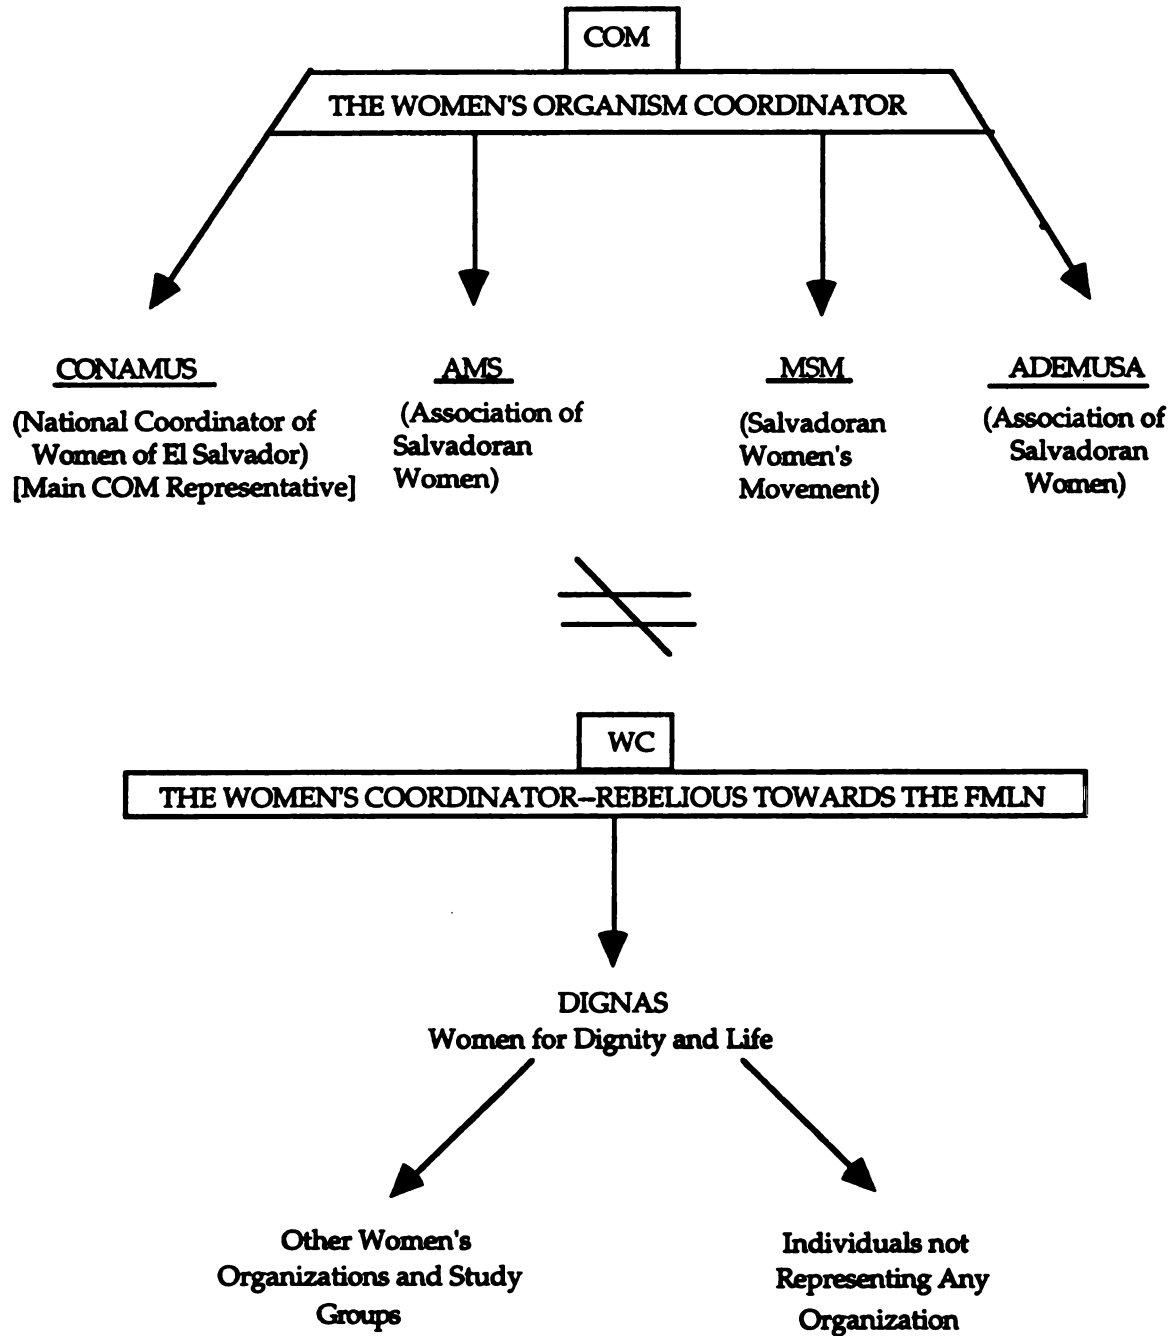 COM
THE WOMEN'S ORGANISM COORDINATOR
CONAMUS
(National Coordinator of
Women of El Salvador)
[Main COM Representative]
AMS
(Association of
Salvadoran
Women)
MSM
(Salvadoran
Women's
Movement)
ADEMUSA
(Association of
Salvadoran
Women)
WC
THE WOMEN'S COORDINATOR--REBELIOUS TOWARDS THE FMLN
DIGNAS
Women for Dignity and Life
Other Women's
Organizations and Study
Groups
Individuals not
Representing Any
Organization